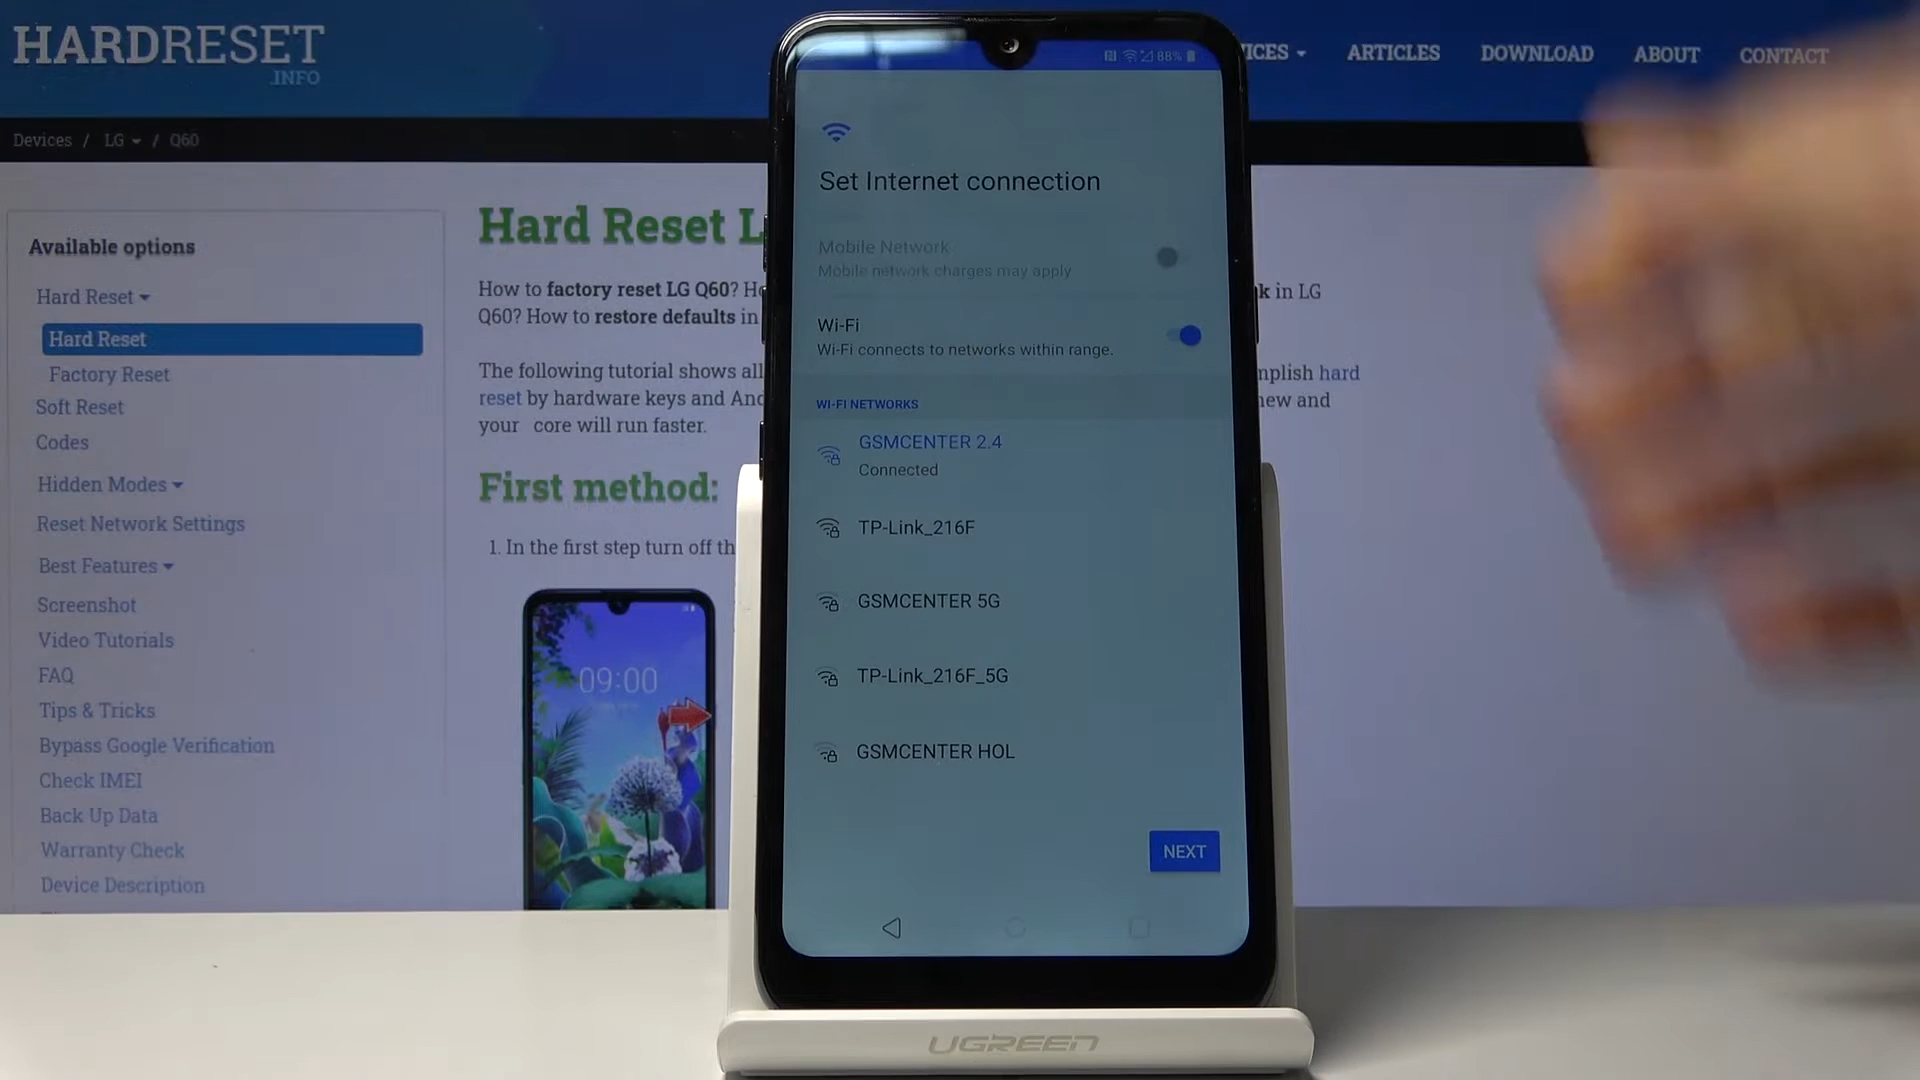 HARDRESET
.INFO
ICES
ARTICLES
DOWNLOAD
ABOUT
CONTACT
Devices / LG / Q60
Available options
Hard Reset
Hard Reset
Factory Reset
Soft Reset
Codes
Hidden Modes
Reset Network Settings
Best Features
Screenshot
Video Tutorials
FAQ
Tips & Tricks
Bypass Google Verification
Check IMEI
Back Up Data
Warranty Check
Device Description
Hard Reset L
How to factory reset LG Q60? H
k in LG
Q60? How to restore defaults in
The following tutorial shows all
mplish hard
reset by hardware keys and And
new and
your core will run faster.
First method:
1. In the first step turn off th
09:00
88%
Set Internet connection
Mobile Network
Mobile network charges may apply
Wi-Fi
Wi-Fi connects to networks within range.
WI-FI NETWORKS
GSMCENTER 2.4
Connected
TP-Link_216F
GSMCENTER 5G
TP-Link_216F_5G
GSMCENTER HOL
NEXT
UGREEN